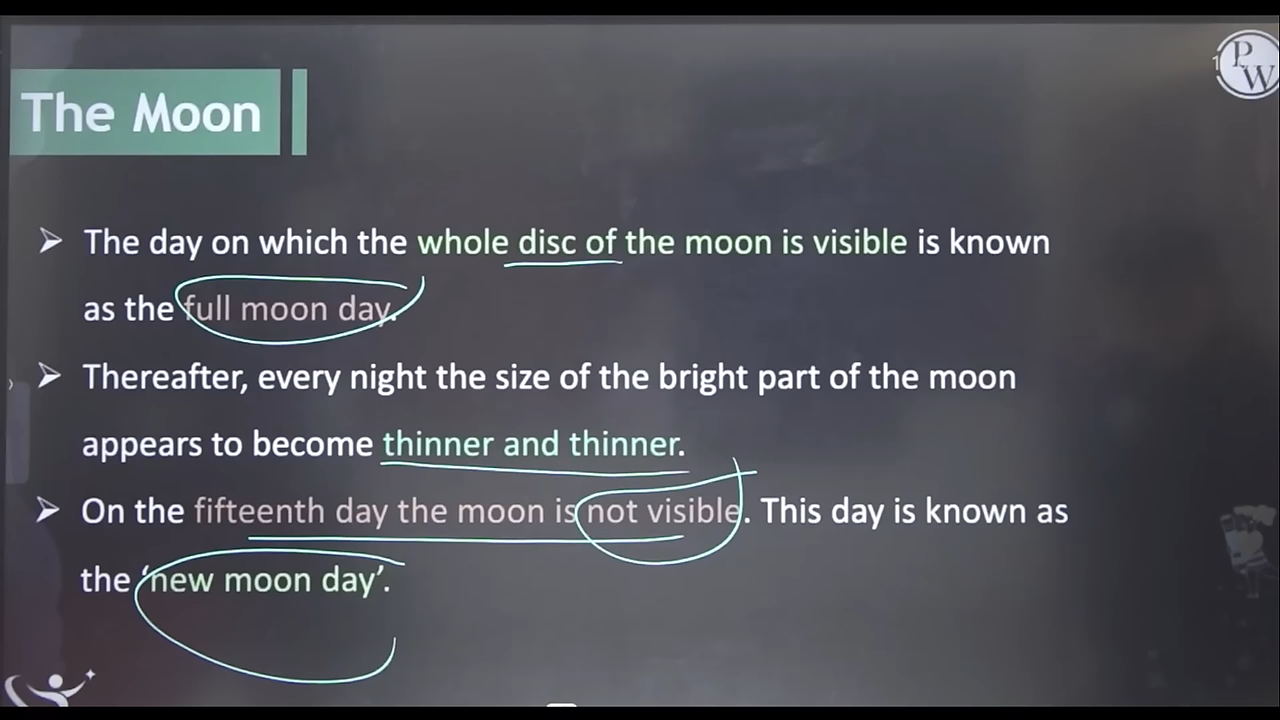 The Moon
PW
➢ The day on which the whole disc of the moon is visible is known
as the full moon day.
➢ Thereafter, every night the size of the bright part of the moon
appears to become thinner and thinner.
➢ On the fifteenth day the moon is not visible. This day is known as
the ‘new moon day’.